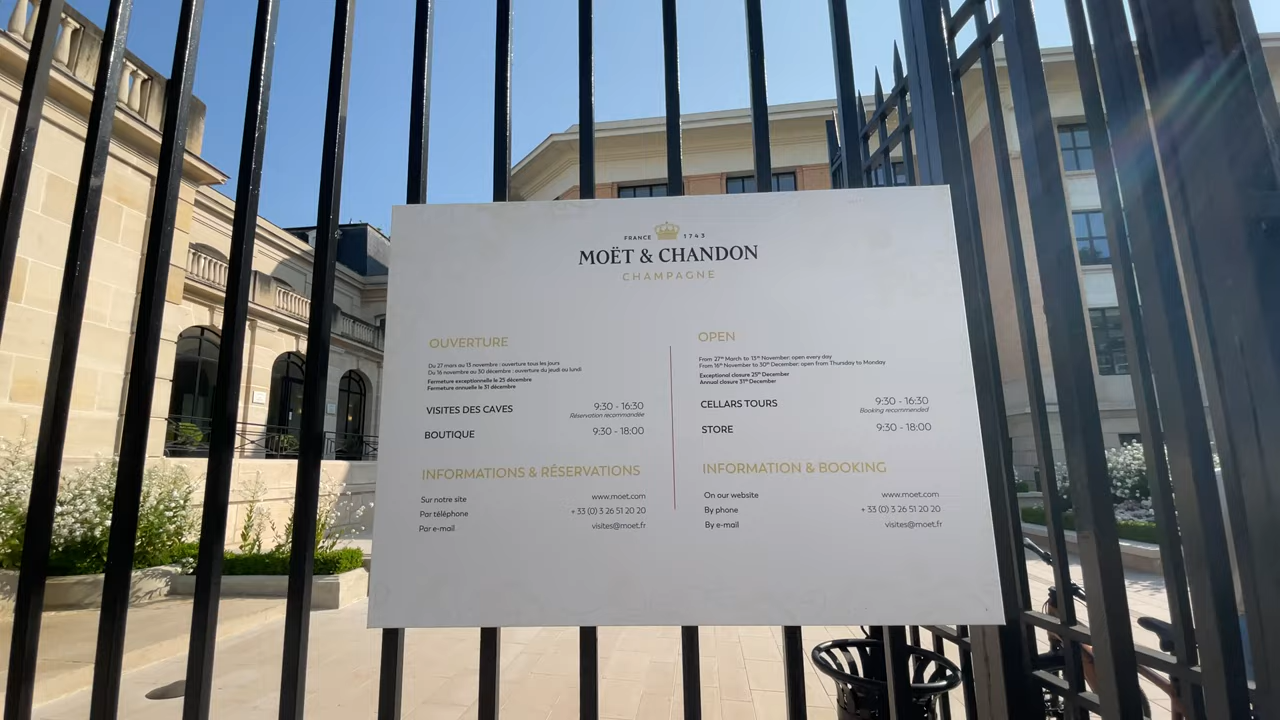 FRANCE 1743
MOËT & CHANDON
CHAMPAGNE
OUVERTURE
Du 27 mars au 13 novembre : ouverture tous les jours
Du 16 novembre au 30 décembre : ouverture du jeudi au lundi
Fermeture exceptionnelle le 25 décembre
Fermeture annuelle le 31 décembre
VISITES DES CAVES 9:30 - 16:30
Réservation recommandée
BOUTIQUE 9:30 - 18:00
INFORMATIONS & RÉSERVATIONS
Sur notre site www.moet.com
Par téléphone + 33 (0) 3 26 51 20 20
Par e-mail visites@moet.fr
OPEN
From 27th March to 13th November: open every day
From 16th November to 30th December: open from Thursday to Monday
Exceptional closure 25th December
Annual closure 31th December
CELLARS TOURS 9:30 - 16:30
Booking recommended
STORE 9:30 - 18:00
INFORMATION & BOOKING
On our website www.moet.com
By phone + 33 (0) 3 26 51 20 20
By e-mail visites@moet.fr